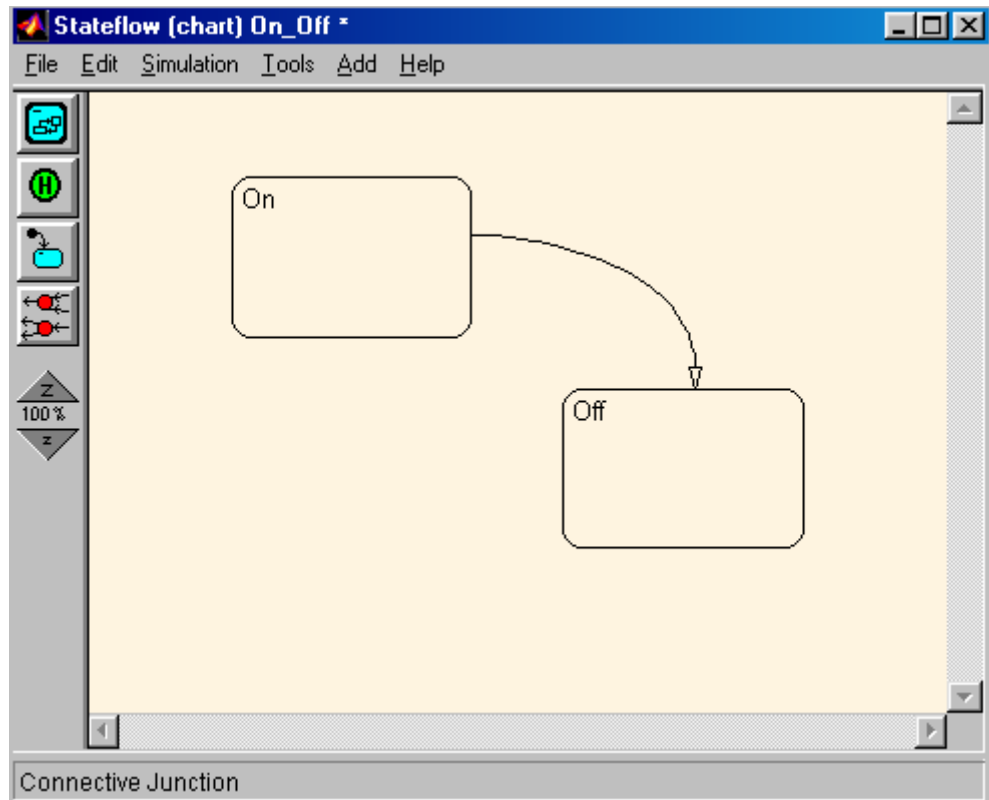 Stateflow (chart) On_Off *
File Edit Simulation Tools Add Help
H
On
Z
100 %
z
Off
Connective Junction